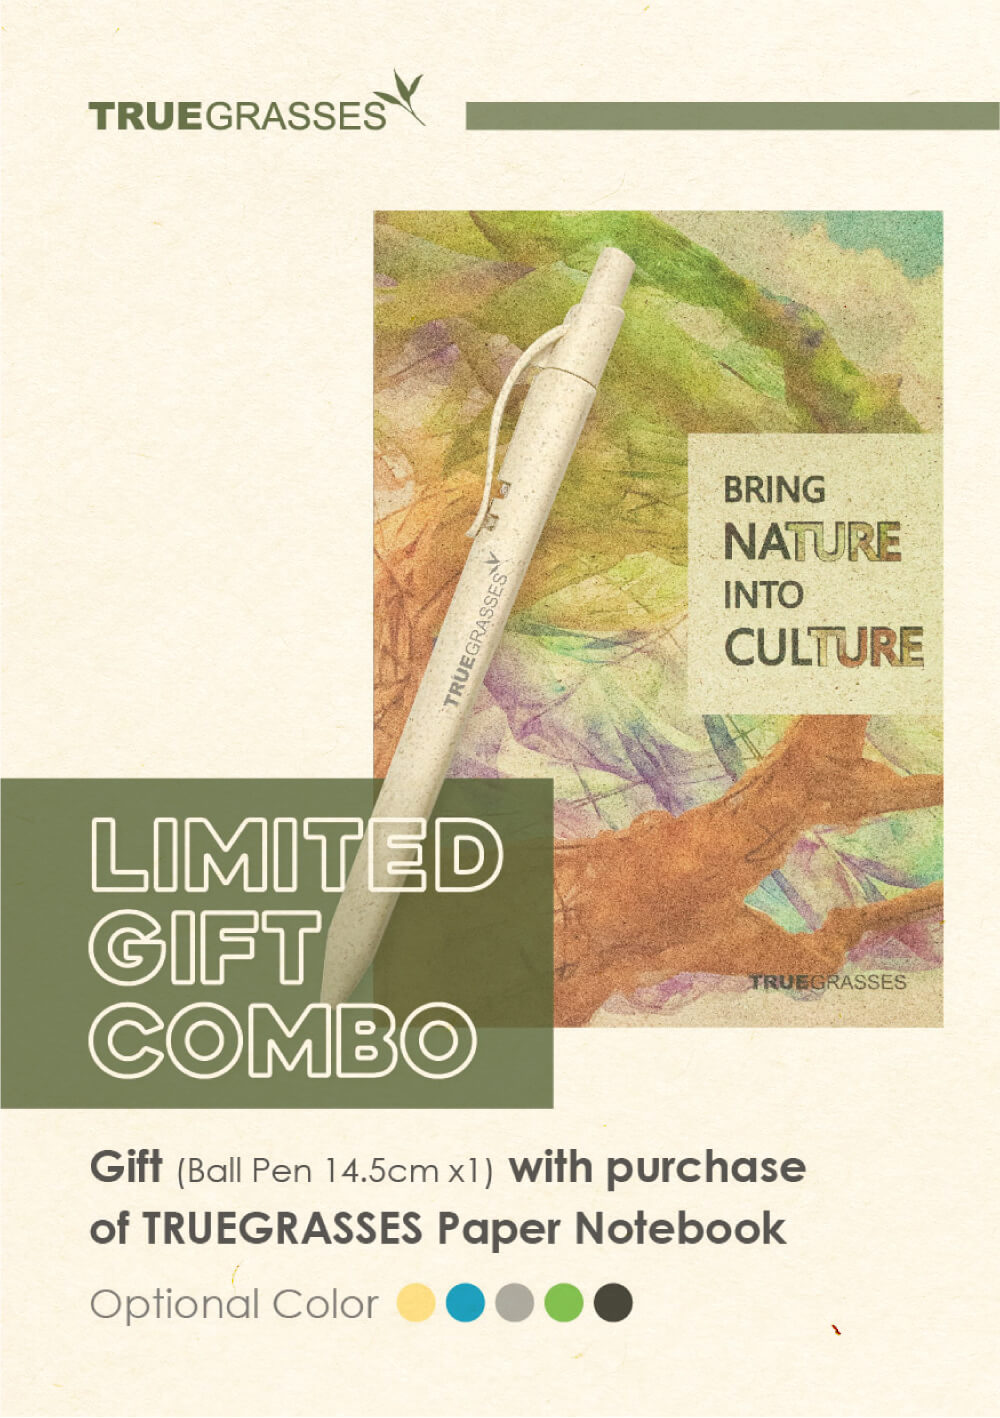 TRUEGRASSES
BRING
NATURE
INTO
CULTURE
TRUEGRASSES
LIMITED
GIFT
COMBO
TRUEGRASSES
Gift (Ball Pen 14.5cm x1) with purchase
of TRUEGRASSES Paper Notebook
Optional Color